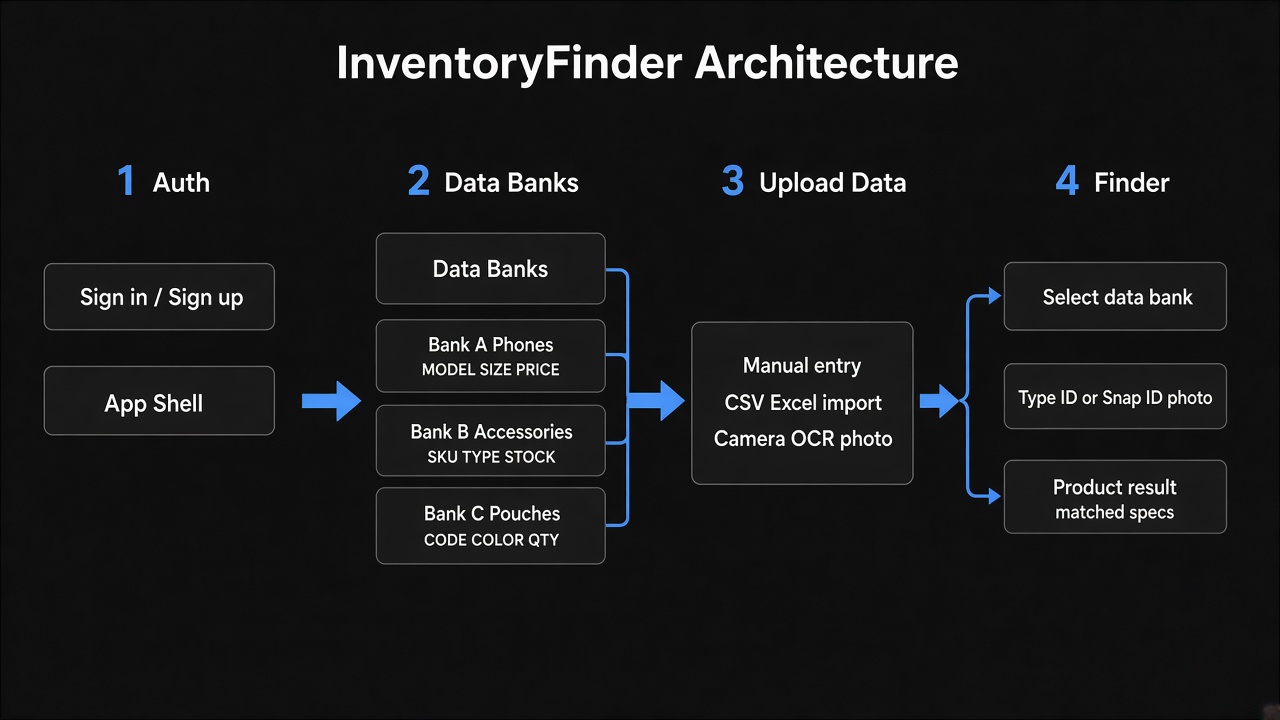 InventoryFinder Architecture
1 Auth
Sign in / Sign up
App Shell
2 Data Banks
Data Banks
Bank A Phones
MODEL SIZE PRICE
Bank B Accessories
SKU TYPE STOCK
Bank C Pouches
CODE COLOR QTY
3 Upload Data
Manual entry
CSV Excel import
Camera OCR photo
4 Finder
Select data bank
Type ID or Snap ID photo
Product result
matched specs